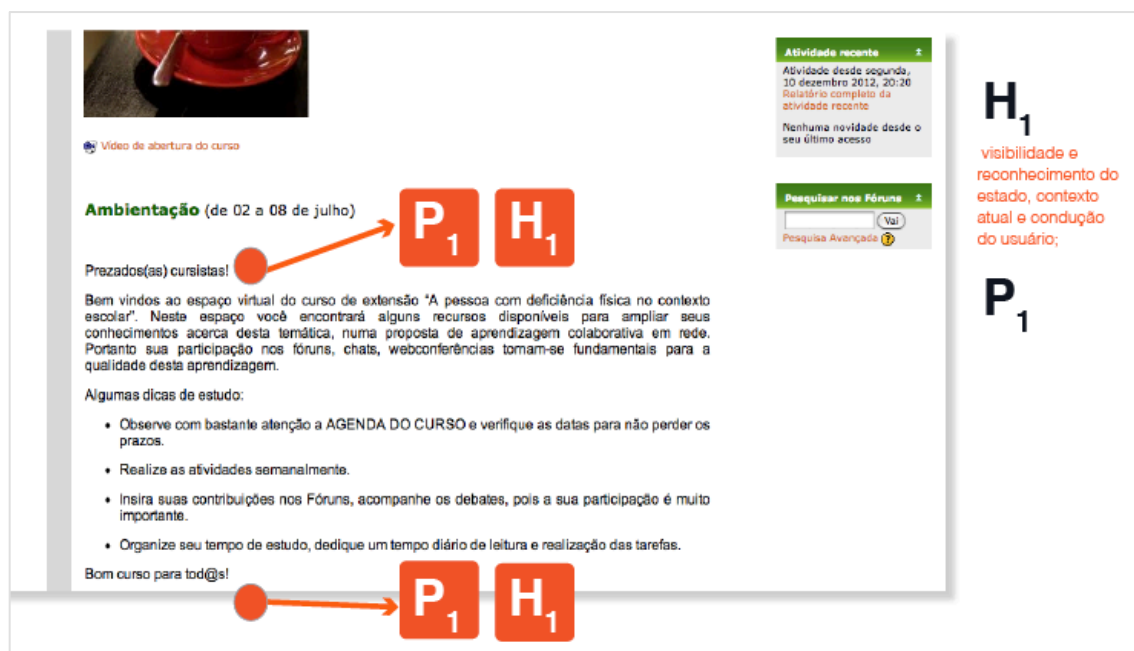 Vídeo de abertura do curso
Ambientação (de 02 a 08 de julho)
P1 H1
Prezados(as) cursistas!
Bem vindos ao espaço virtual do curso de extensão “A pessoa com deficiência física no contexto
escolar”. Neste espaço você encontrará alguns recursos disponíveis para ampliar seus
conhecimentos acerca desta temática, numa proposta de aprendizagem colaborativa em rede.
Portanto sua participação nos fóruns, chats, webconferências tornam-se fundamentais para a
qualidade desta aprendizagem.
Algumas dicas de estudo:
• Observe com bastante atenção a AGENDA DO CURSO e verifique as datas para não perder os
prazos.
• Realize as atividades semanalmente.
• Insira suas contribuições nos Fóruns, acompanhe os debates, pois a sua participação é muito
importante.
• Organize seu tempo de estudo, dedique um tempo diário de leitura e realização das tarefas.
Bom curso para tod@s!
P1 H1
Atividade recente
Atividade desde segunda,
10 dezembro 2012, 20:20
Relatório completo da
atividade recente
Nenhuma novidade desde o
seu último acesso
Pesquisar nos Fóruns
Vai
Pesquisa Avançada ?
H1
visibilidade e
reconhecimento do
estado, contexto
atual e condução
do usuário;
P1